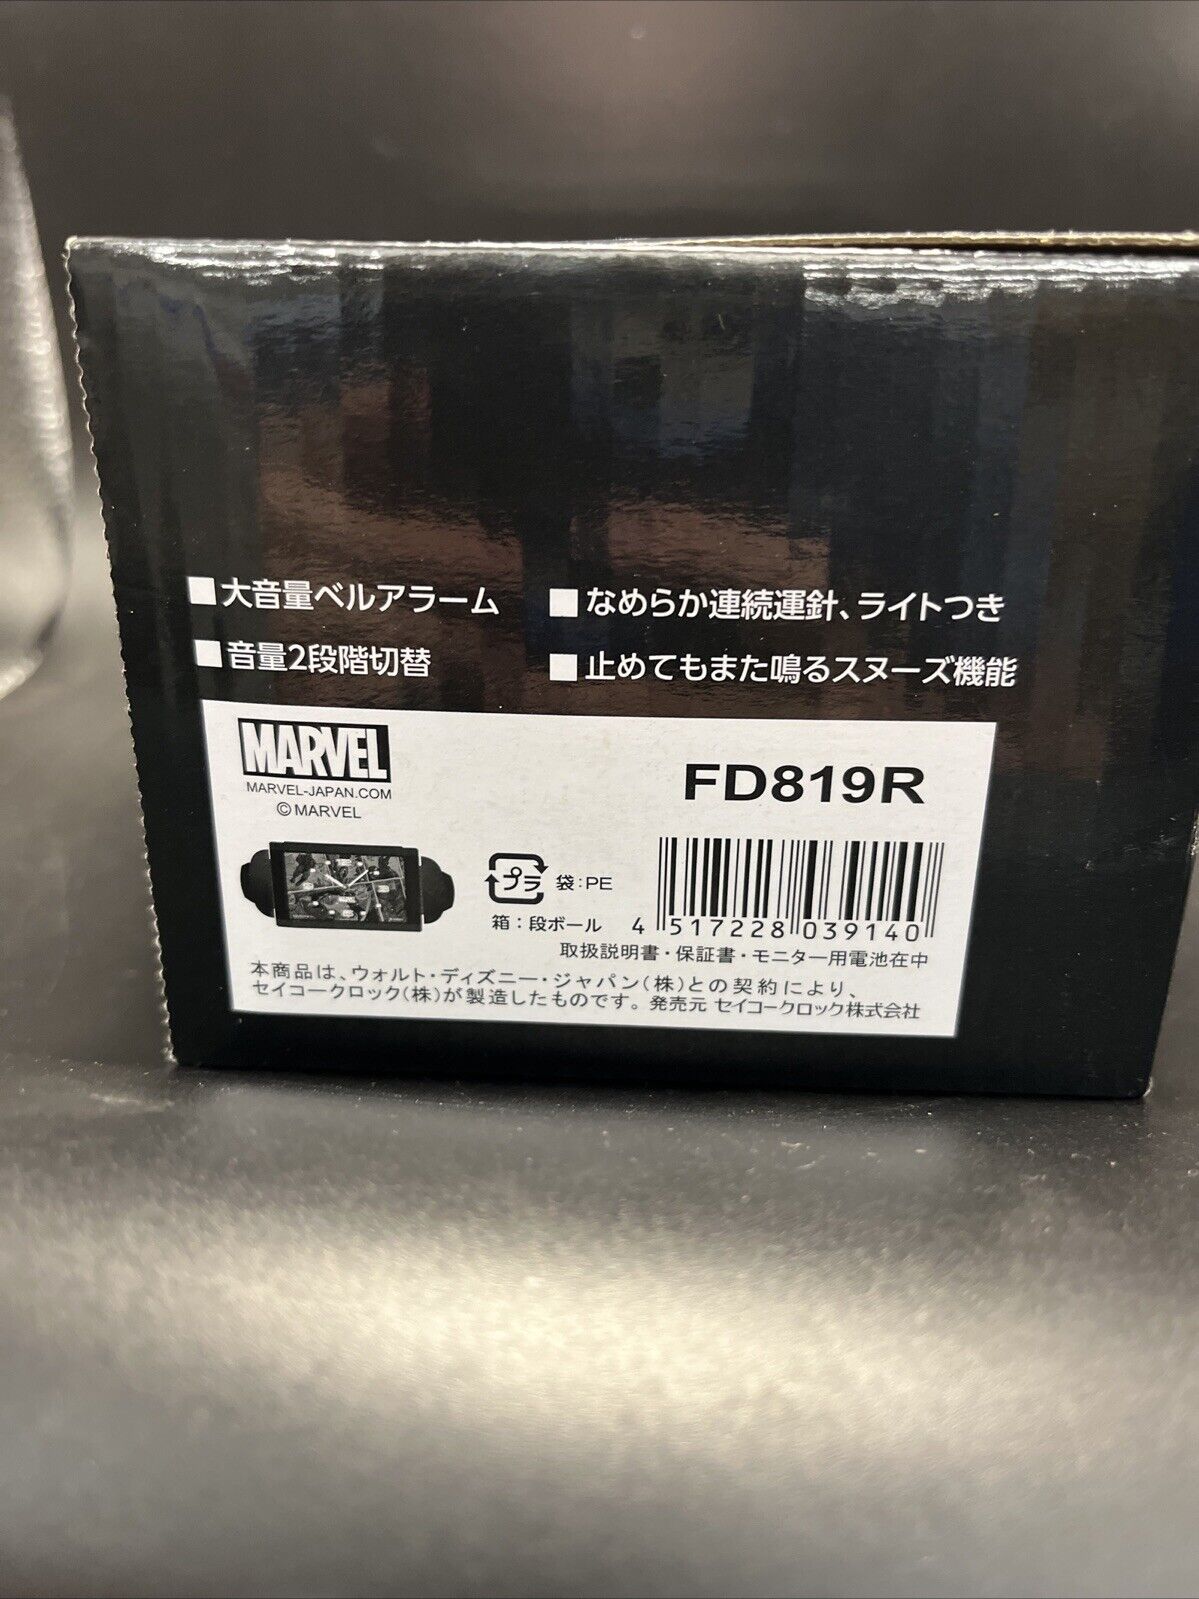 ■大音量ベルアラーム
■なめらか連続運針、ライトつき
■音量2段階切替
■止めてもまた鳴るスヌーズ機能
MARVEL
MARVEL-JAPAN.COM
©MARVEL
FD819R
プラ 袋:PE
箱:段ボール
4 517228 039140
取扱説明書・保証書・モニター用電池在中
本商品は、ウォルト・ディズニー・ジャパン(株)との契約により、
セイコークロック(株)が製造したものです。発売元 セイコークロック株式会社